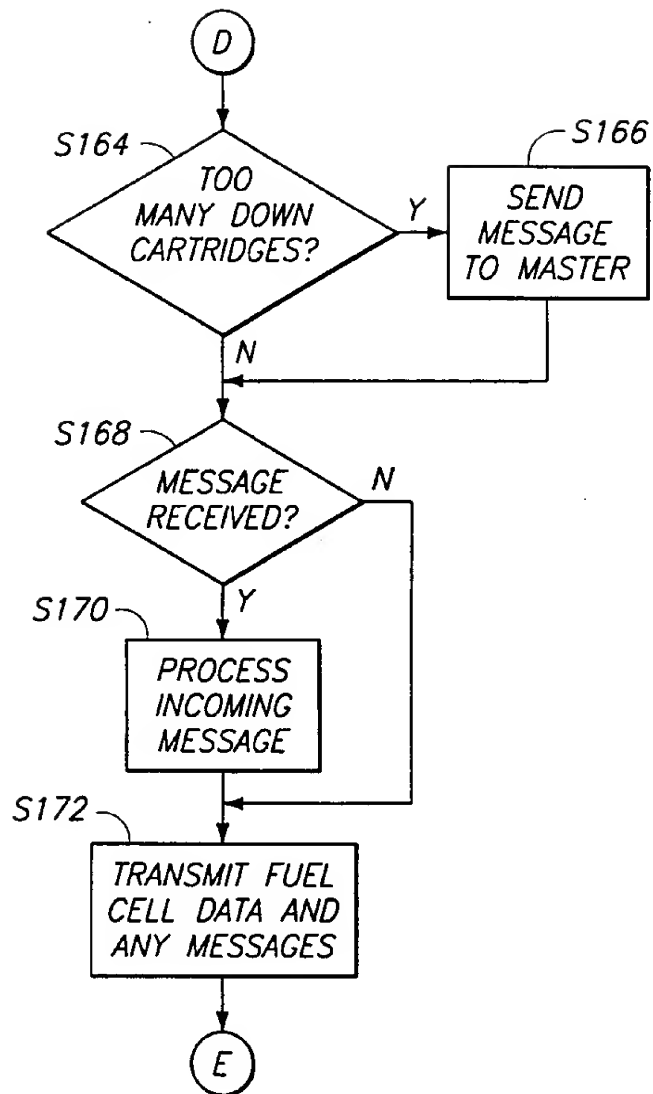 D
S164
TOO
MANY DOWN
CARTRIDGES?
Y
S166
SEND
MESSAGE
TO MASTER
N
S168
MESSAGE
RECEIVED?
N
Y
S170
PROCESS
INCOMING
MESSAGE
S172
TRANSMIT FUEL
CELL DATA AND
ANY MESSAGES
E